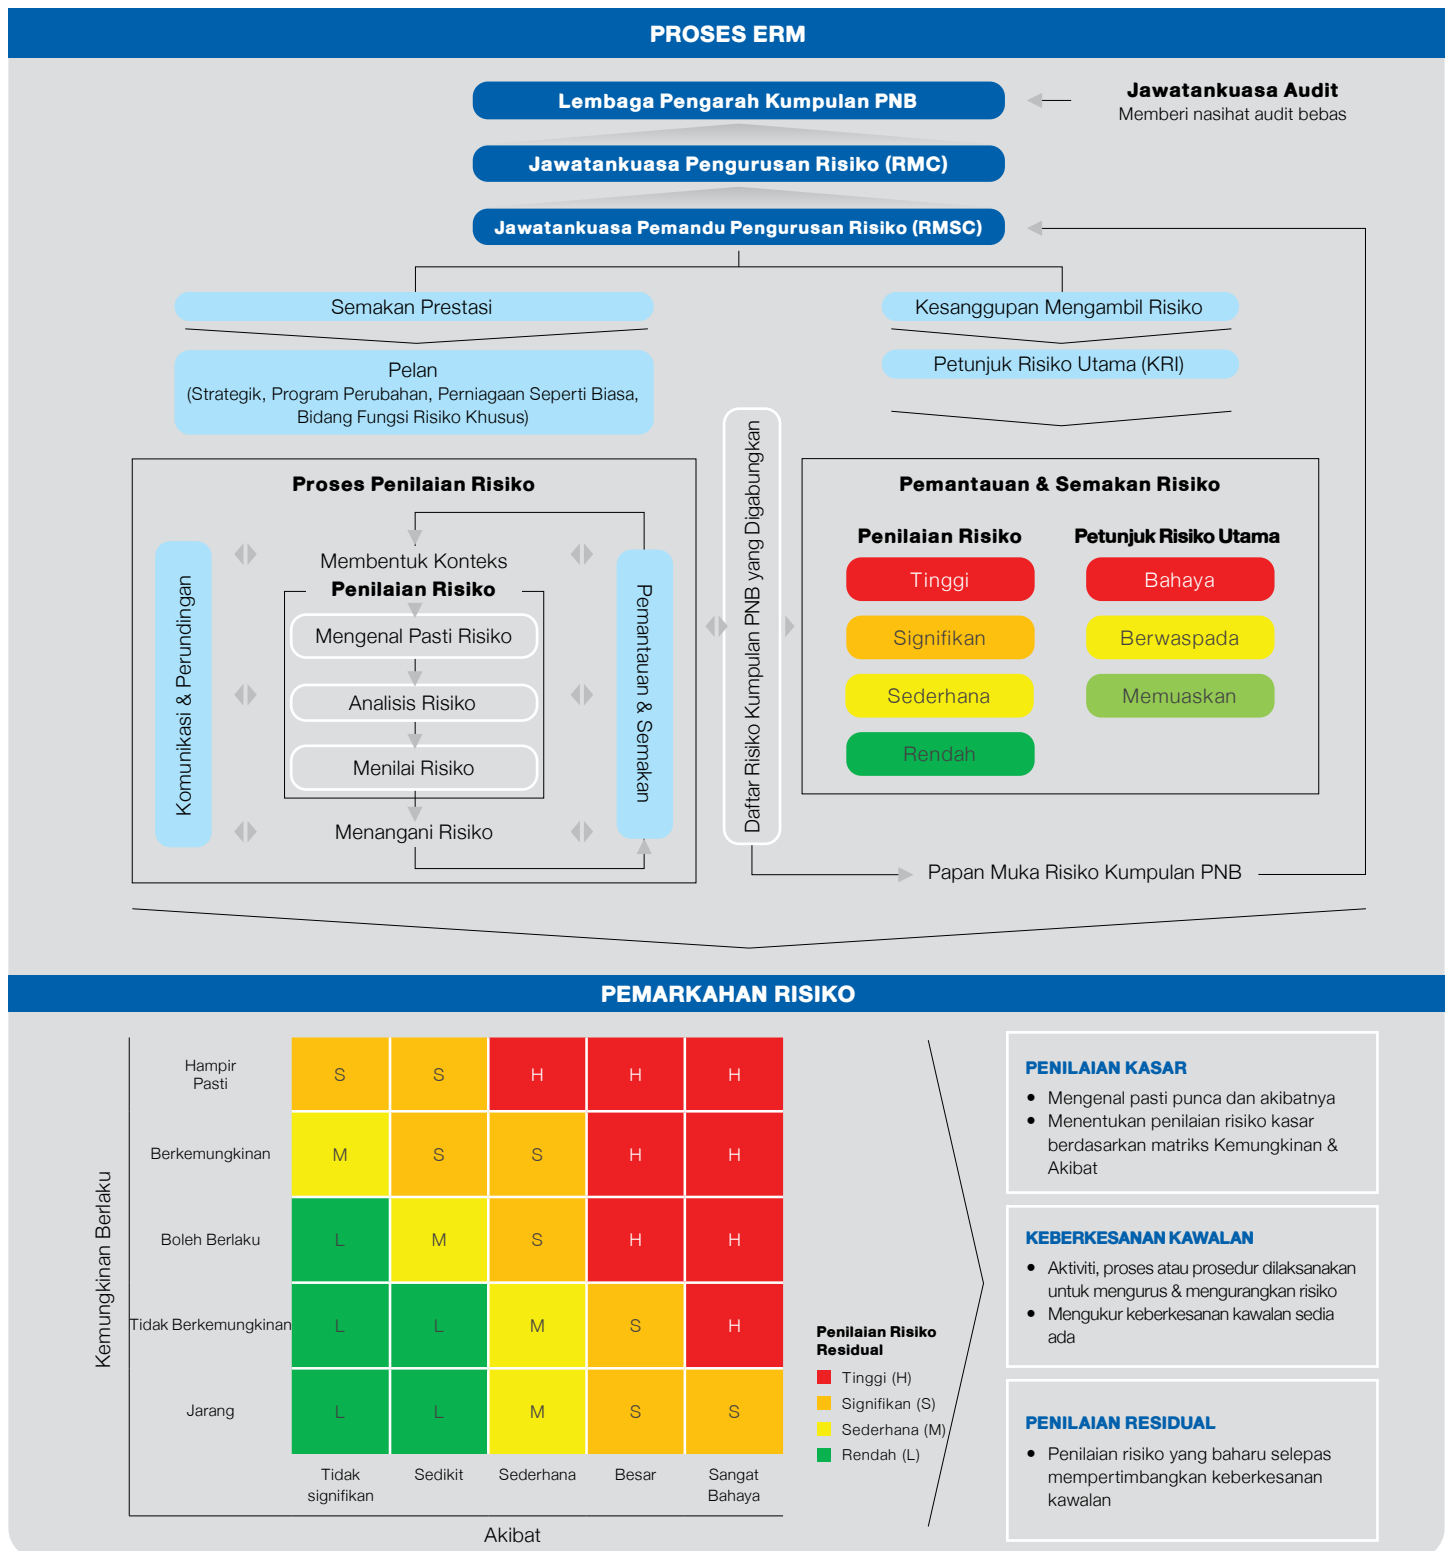 PROSES ERM
Lembaga Pengarah Kumpulan PNB
Jawatankuasa Audit
Memberi nasihat audit bebas
Jawatankuasa Pengurusan Risiko (RMC)
Jawatankuasa Pemandu Pengurusan Risiko (RMSC)
Semakan Prestasi
Pelan
(Strategik, Program Perubahan, Perniagaan Seperti Biasa,
Bidang Fungsi Risiko Khusus)
Kesanggupan Mengambil Risiko
Petunjuk Risiko Utama (KRI)
Proses Penilaian Risiko
Komunikasi & Perundingan
Membentuk Konteks
Penilaian Risiko
Mengenal Pasti Risiko
Analisis Risiko
Menilai Risiko
Menangani Risiko
Pemantauan & Semakan
Daftar Risiko Kumpulan PNB yang Digabungkan
Pemantauan & Semakan Risiko
Penilaian Risiko
Tinggi
Signifikan
Sederhana
Rendah
Petunjuk Risiko Utama
Bahaya
Berwaspada
Memuaskan
Papan Muka Risiko Kumpulan PNB
PEMARKAHAN RISIKO
Kemungkinan Berlaku
Hampir
Pasti
S S H H H
Berkemungkinan
M S S H H
Boleh Berlaku
L M S H H
Tidak Berkemungkinan
L L M S H
Jarang
L L M S S
Tidak
signifikan
Sedikit
Sederhana
Besar
Sangat
Bahaya
Akibat
Penilaian Risiko
Residual
Tinggi (H)
Signifikan (S)
Sederhana (M)
Rendah (L)
PENILAIAN KASAR
• Mengenal pasti punca dan akibatnya
• Menentukan penilaian risiko kasar
berdasarkan matriks Kemungkinan &
Akibat
KEBERKESANAN KAWALAN
• Aktiviti, proses atau prosedur dilaksanakan
untuk mengurus & mengurangkan risiko
• Mengukur keberkesanan kawalan sedia
ada
PENILAIAN RESIDUAL
• Penilaian risiko yang baharu selepas
mempertimbangkan keberkesanan
kawalan